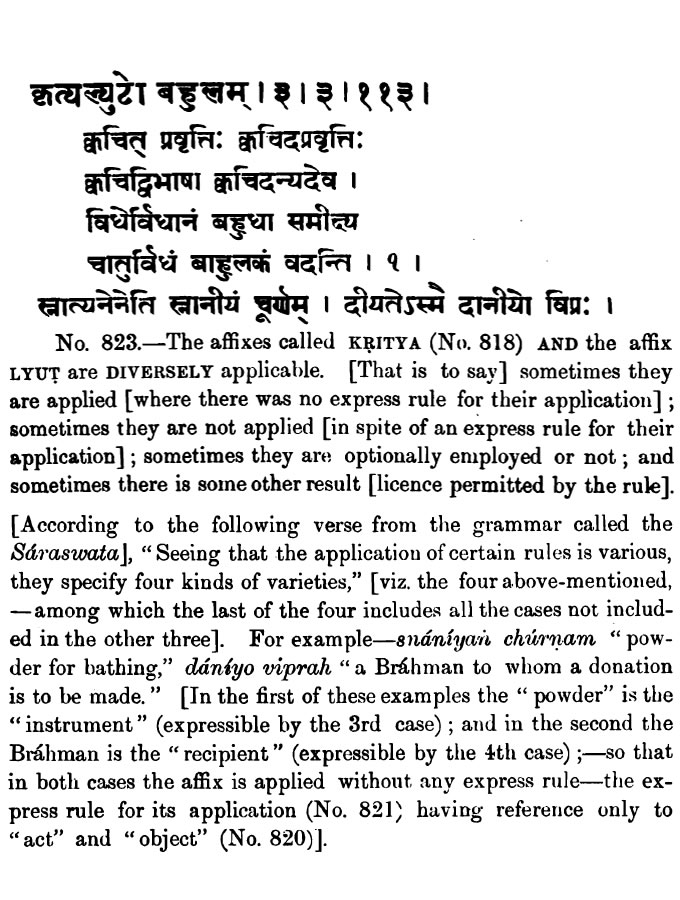 कृत्यल्युटो बहुलम् । ३ । ३ । ११३ ।
क्वचित् प्रवृत्तिः क्वचिदप्रवृत्तिः
क्वचिद्विभाषा क्वचिदन्यदेव ।
विधेर्विधानं बहुधा समीक्ष्य
चातुर्विधं बाहुलकं वदन्ति । १ ।
स्नात्यनेनेति स्नानीयं चूर्णम् । दीयतेऽस्मै दानीयो विप्रः ।
No. 823.—The affixes called KṚITYA (No. 818) AND the affix
LYUṬ are DIVERSELY applicable. [That is to say] sometimes they
are applied [where there was no express rule for their application] ;
sometimes they are not applied [in spite of an express rule for their
application] ; sometimes they are optionally employed or not ; and
sometimes there is some other result [licence permitted by the rule].
[According to the following verse from the grammar called the
Sáraswata], “Seeing that the application of certain rules is various,
they specify four kinds of varieties,” [viz. the four above-mentioned,
—among which the last of the four includes all the cases not includ-
ed in the other three]. For example—snáníyaṅ chúrṇam “pow-
der for bathing,” dáníyo viprah “a Bráhman to whom a donation
is to be made.” [In the first of these examples the “powder” is the
“instrument” (expressible by the 3rd case) ; and in the second the
Bráhman is the “recipient” (expressible by the 4th case) ;—so that
in both cases the affix is applied without any express rule—the ex-
press rule for its application (No. 821) having reference only to
“act” and “object” (No. 820)].